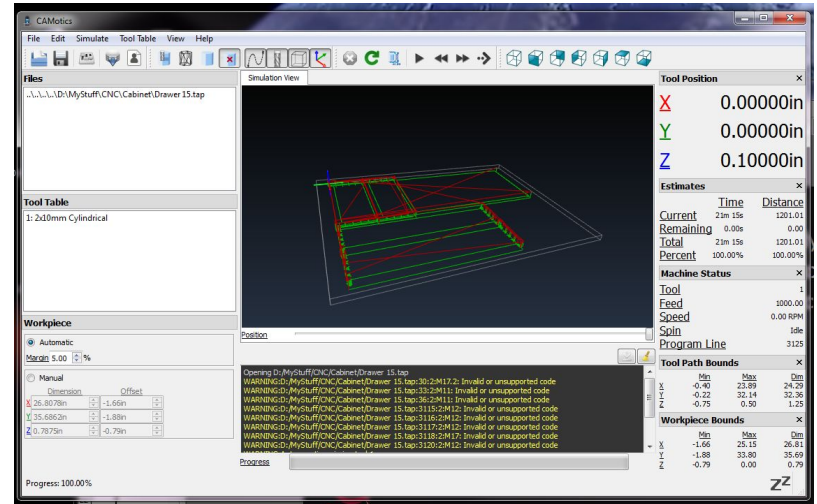 CAMotics
File Edit Simulate Tool Table View Help
Files
..\..\..\..\D:\MyStuff\CNC\Cabinet\Drawer 15.tap
Tool Table
1: 2x10mm Cylindrical
Workpiece
Automatic
Margin 5.00 %
Manual
Dimension Offset
X 26.8078in -1.66in
Y 35.6862in -1.88in
Z 0.7875in -0.79in
Progress: 100.00%
Simulation View
Position
Opening D:/MyStuff/CNC/Cabinet/Drawer 15.tap
WARNING:D:/MyStuff/CNC/Cabinet/Drawer 15.tap:30:2:M17.2: Invalid or unsupported code
WARNING:D:/MyStuff/CNC/Cabinet/Drawer 15.tap:33:2:M11: Invalid or unsupported code
WARNING:D:/MyStuff/CNC/Cabinet/Drawer 15.tap:36:2:M11: Invalid or unsupported code
WARNING:D:/MyStuff/CNC/Cabinet/Drawer 15.tap:3115:2:M12: Invalid or unsupported code
WARNING:D:/MyStuff/CNC/Cabinet/Drawer 15.tap:3116:2:M12: Invalid or unsupported code
WARNING:D:/MyStuff/CNC/Cabinet/Drawer 15.tap:3117:2:M12: Invalid or unsupported code
WARNING:D:/MyStuff/CNC/Cabinet/Drawer 15.tap:3118:2:M17: Invalid or unsupported code
WARNING:D:/MyStuff/CNC/Cabinet/Drawer 15.tap:3120:2:M12: Invalid or unsupported code
Progress
Tool Position
X 0.00000in
Y 0.00000in
Z 0.10000in
Estimates
Time Distance
Current 21m 15s 1201.01
Remaining 0.00s 0.00
Total 21m 15s 1201.01
Percent 100.00% 100.00%
Machine Status
Tool 1
Feed 1000.00
Speed 0.00 RPM
Spin Idle
Program Line 3125
Tool Path Bounds
Min Max Dim
X -0.40 23.89 24.29
Y -0.22 32.14 32.36
Z -0.75 0.50 1.25
Workpiece Bounds
Min Max Dim
X -1.66 25.15 26.81
Y -1.88 33.80 35.69
Z -0.79 0.00 0.79
zZ